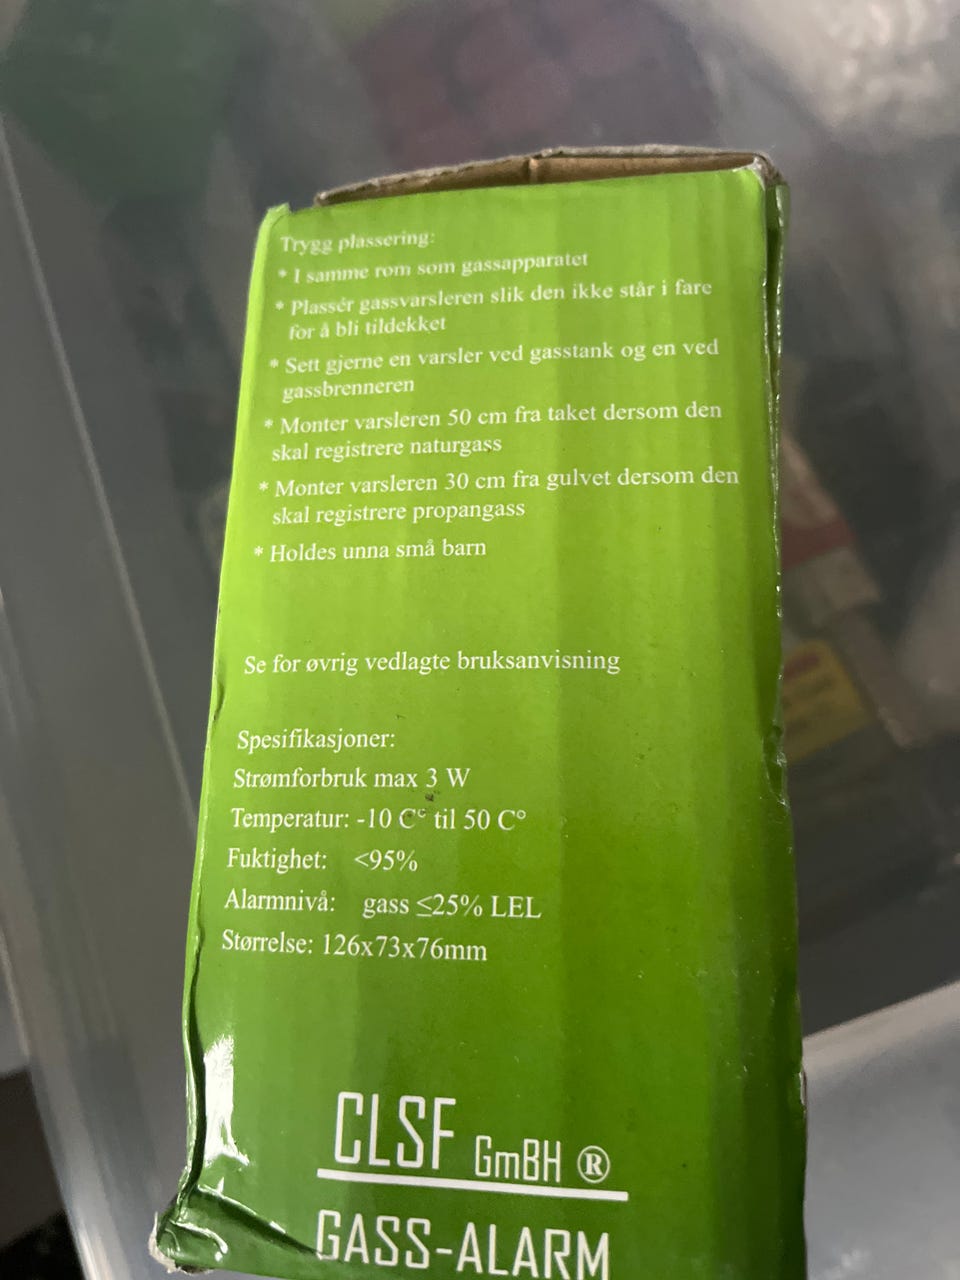 Trygg plassering:
* I samme rom som gassapparatet
* Plassér gassvarsleren slik den ikke står i fare
for å bli tildekket
* Sett gjerne en varsler ved gasstank og en ved
gassbrenneren
* Monter varsleren 50 cm fra taket dersom den
skal registrere naturgass
* Monter varsleren 30 cm fra gulvet dersom den
skal registrere propangass
* Holdes unna små barn
Se for øvrig vedlagte bruksanvisning
Spesifikasjoner:
Strømforbruk max 3 W
Temperatur: -10 C° til 50 C°
Fuktighet: <95%
Alarmnivå: gass ≤25% LEL
Størrelse: 126x73x76mm
CLSF GmBH ®
GASS-ALARM